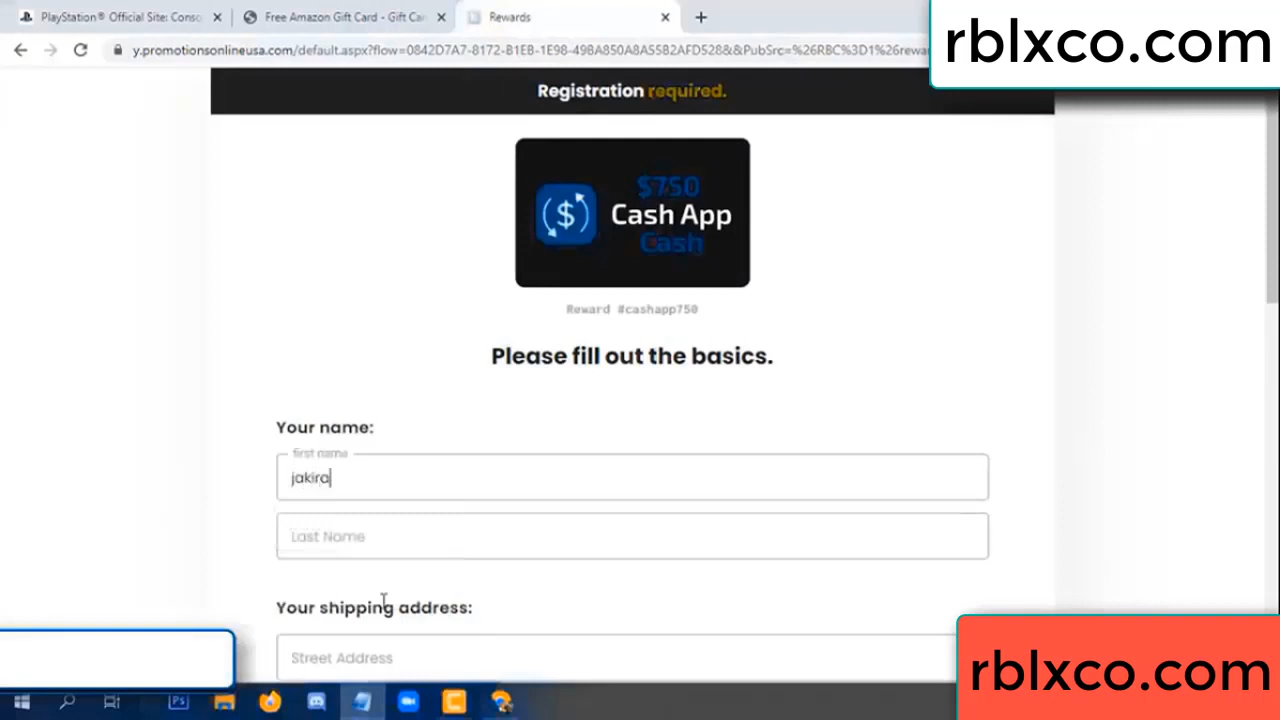 PlayStation® Official Site: Conso
Free Amazon Gift Card - Gift Car
Rewards
y.promotionsonlineusa.com/default.aspx?flow=0842D7A7-8172-B1EB-1E98-49BA850A8A55B2AFD528&&PubSrc=%26RBC%3D1%26rewa
rblxco.com
Registration required.
$750
Cash App
Cash
Reward #cashapp750
Please fill out the basics.
Your name:
first name
jakira
Last Name
Your shipping address:
Street Address
rblxco.com
Ps